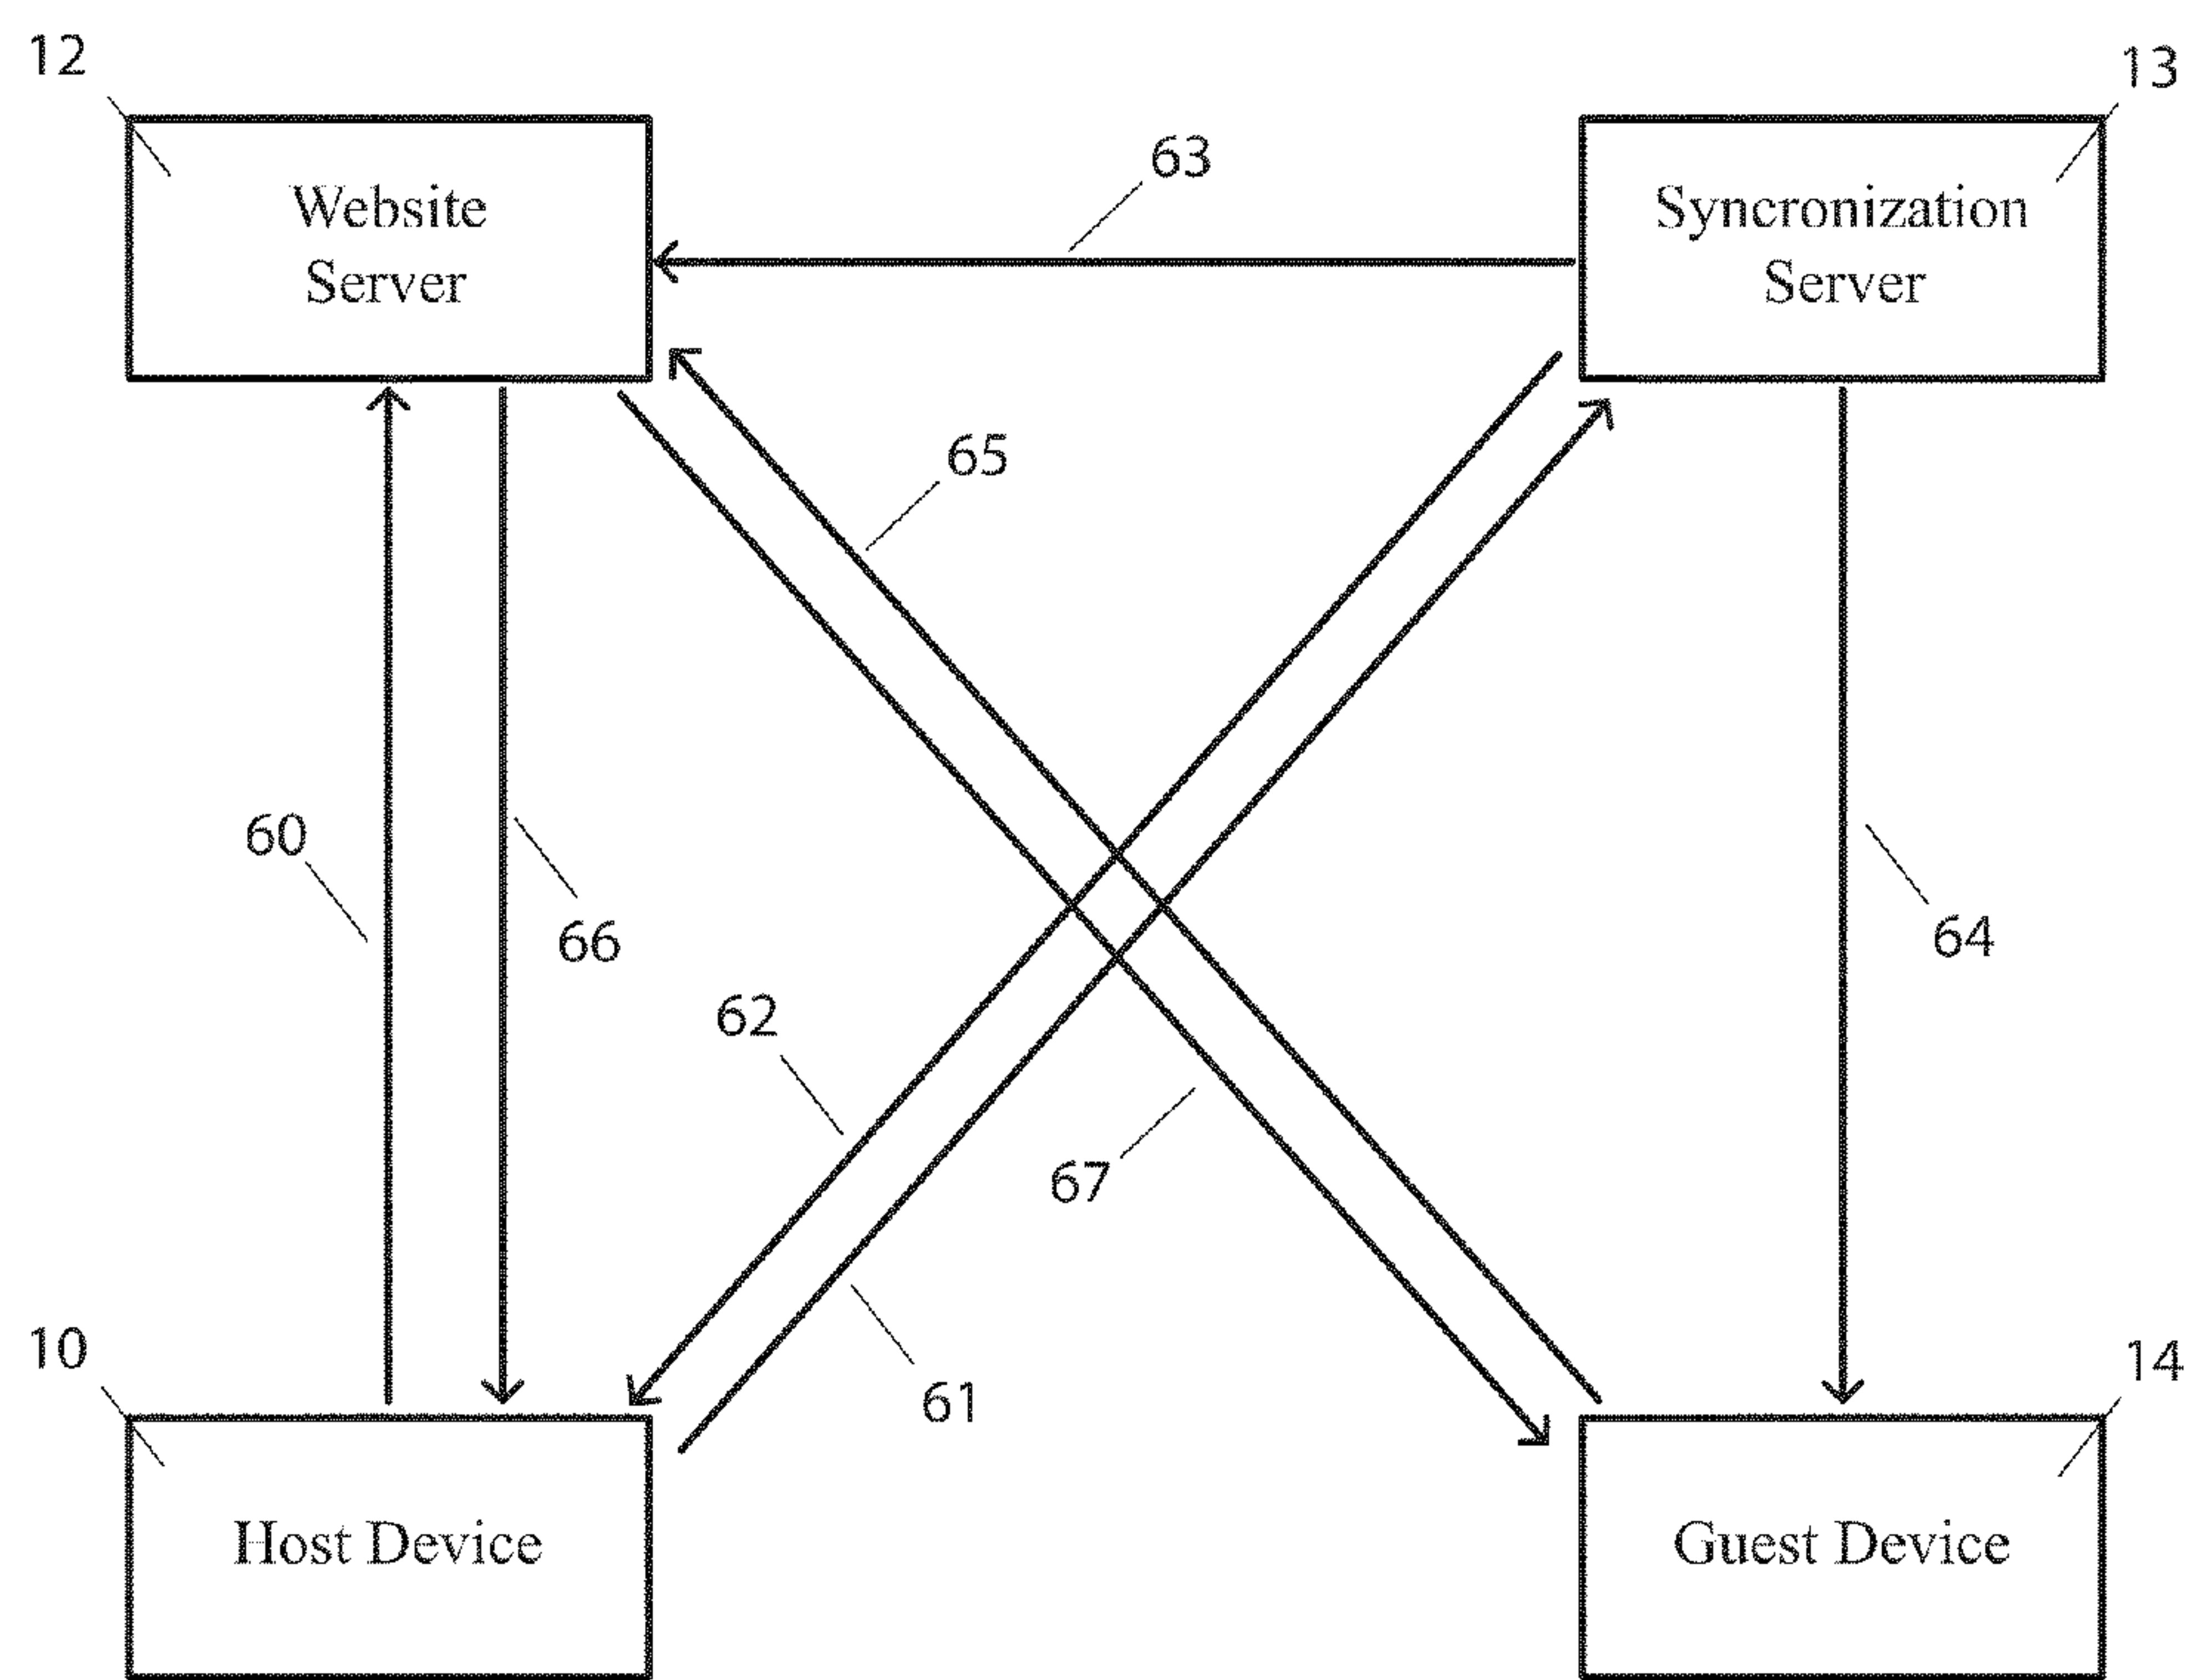 12
13
63
Website
Server
Syncronization
Server
65
60
66
64
62
67
10
61
14
Host Device
Guest Device